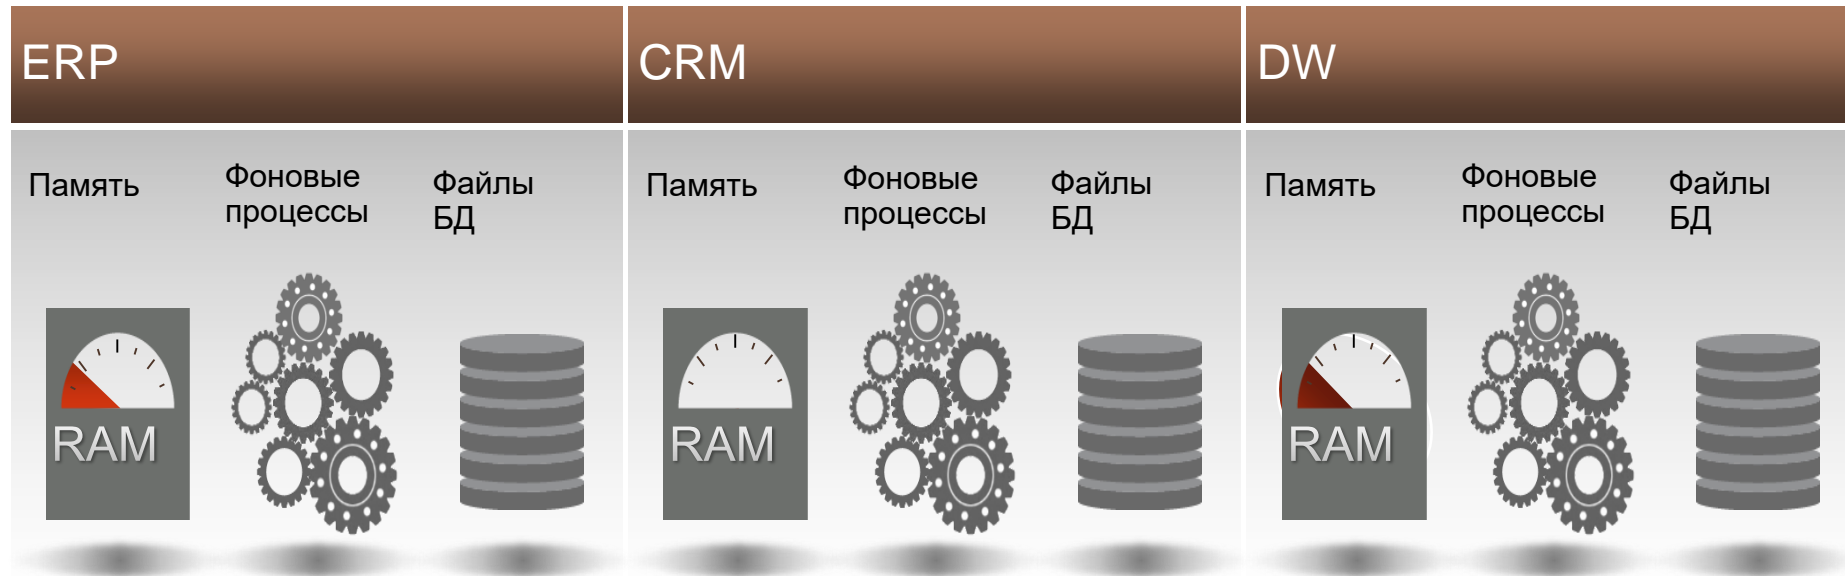 ERP
CRM
DW
Память
Фоновые
процессы
Файлы
БД
Память
Фоновые
процессы
Файлы
БД
Память
Фоновые
процессы
Файлы
БД
RAM
RAM
RAM